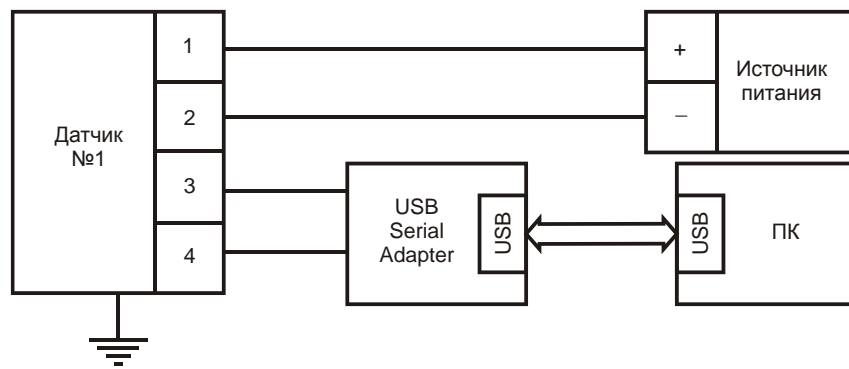 Датчик
№1
1
2
3
4
+
–
Источник
питания
USB
Serial
Adapter
USB
USB
ПК